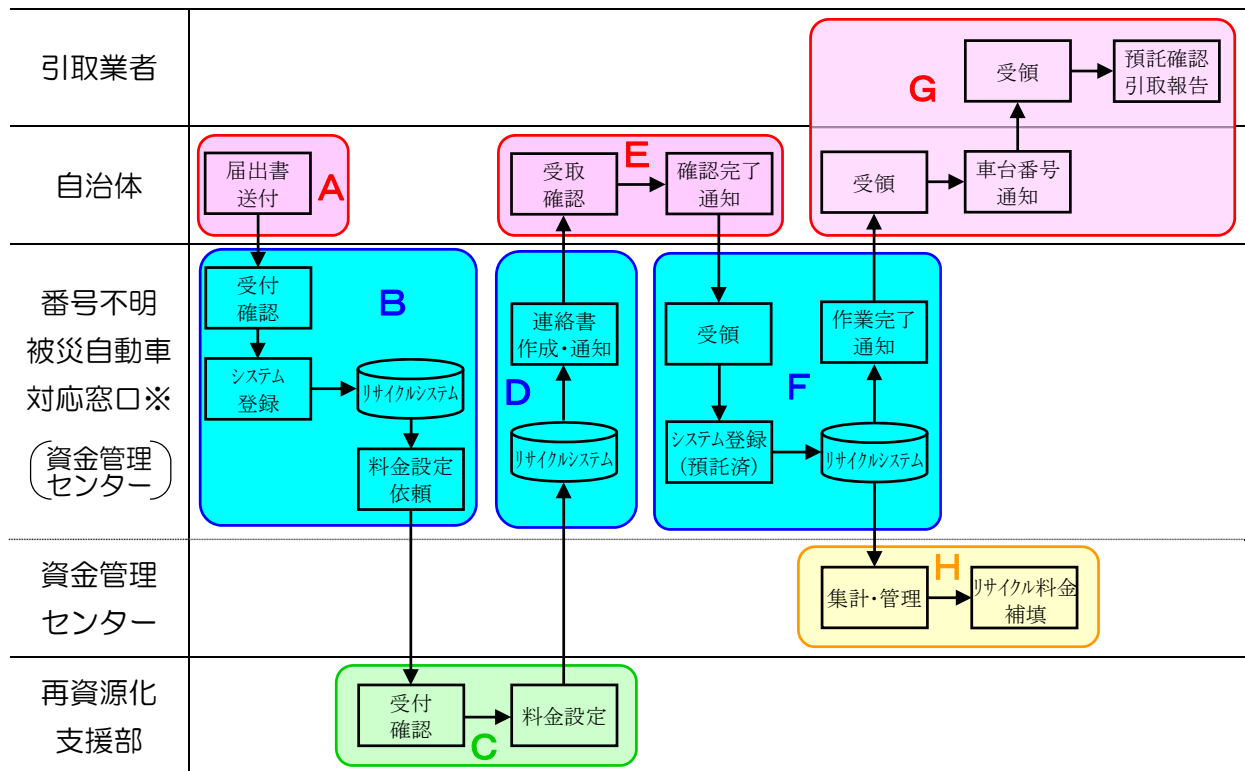 引取業者
受領
預託確認
引取報告
G
自治体
届出書
送付
A
受取
確認
E
確認完了
通知
受領
車台番号
通知
番号不明
被災自動車
対応窓口※
資金管理
センター
受付
確認
B
システム
登録
リサイクルシステム
料金設定
依頼
連絡書
作成・通知
D
リサイクルシステム
受領
システム登録
(預託済)
F
作業完了
通知
リサイクルシステム
資金管理
センター
集計・管理
H
リサイクル料金
補填
再資源化
支援部
受付
確認
C
料金設定